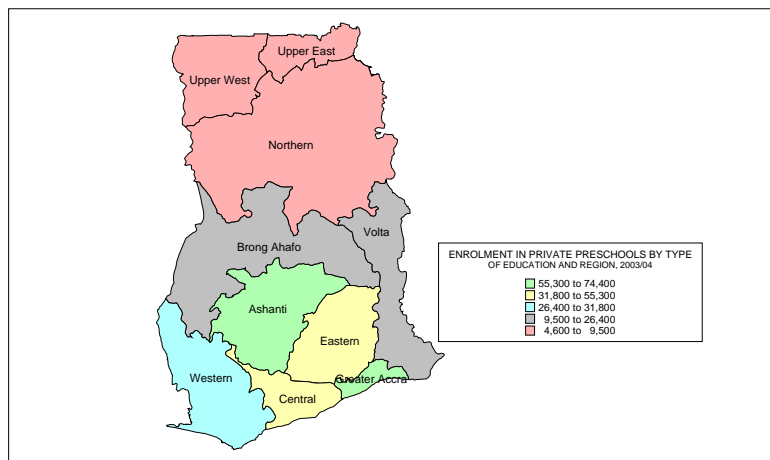 Upper East
Upper West
Northern
Volta
Brong Ahafo
ENROLMENT IN PRIVATE PRESCHOOLS BY TYPE
OF EDUCATION AND REGION, 2003/04
55,300 to 74,400
31,800 to 55,300
26,400 to 31,800
9,500 to 26,400
4,600 to 9,500
Ashanti
Eastern
Western
Greater Accra
Central